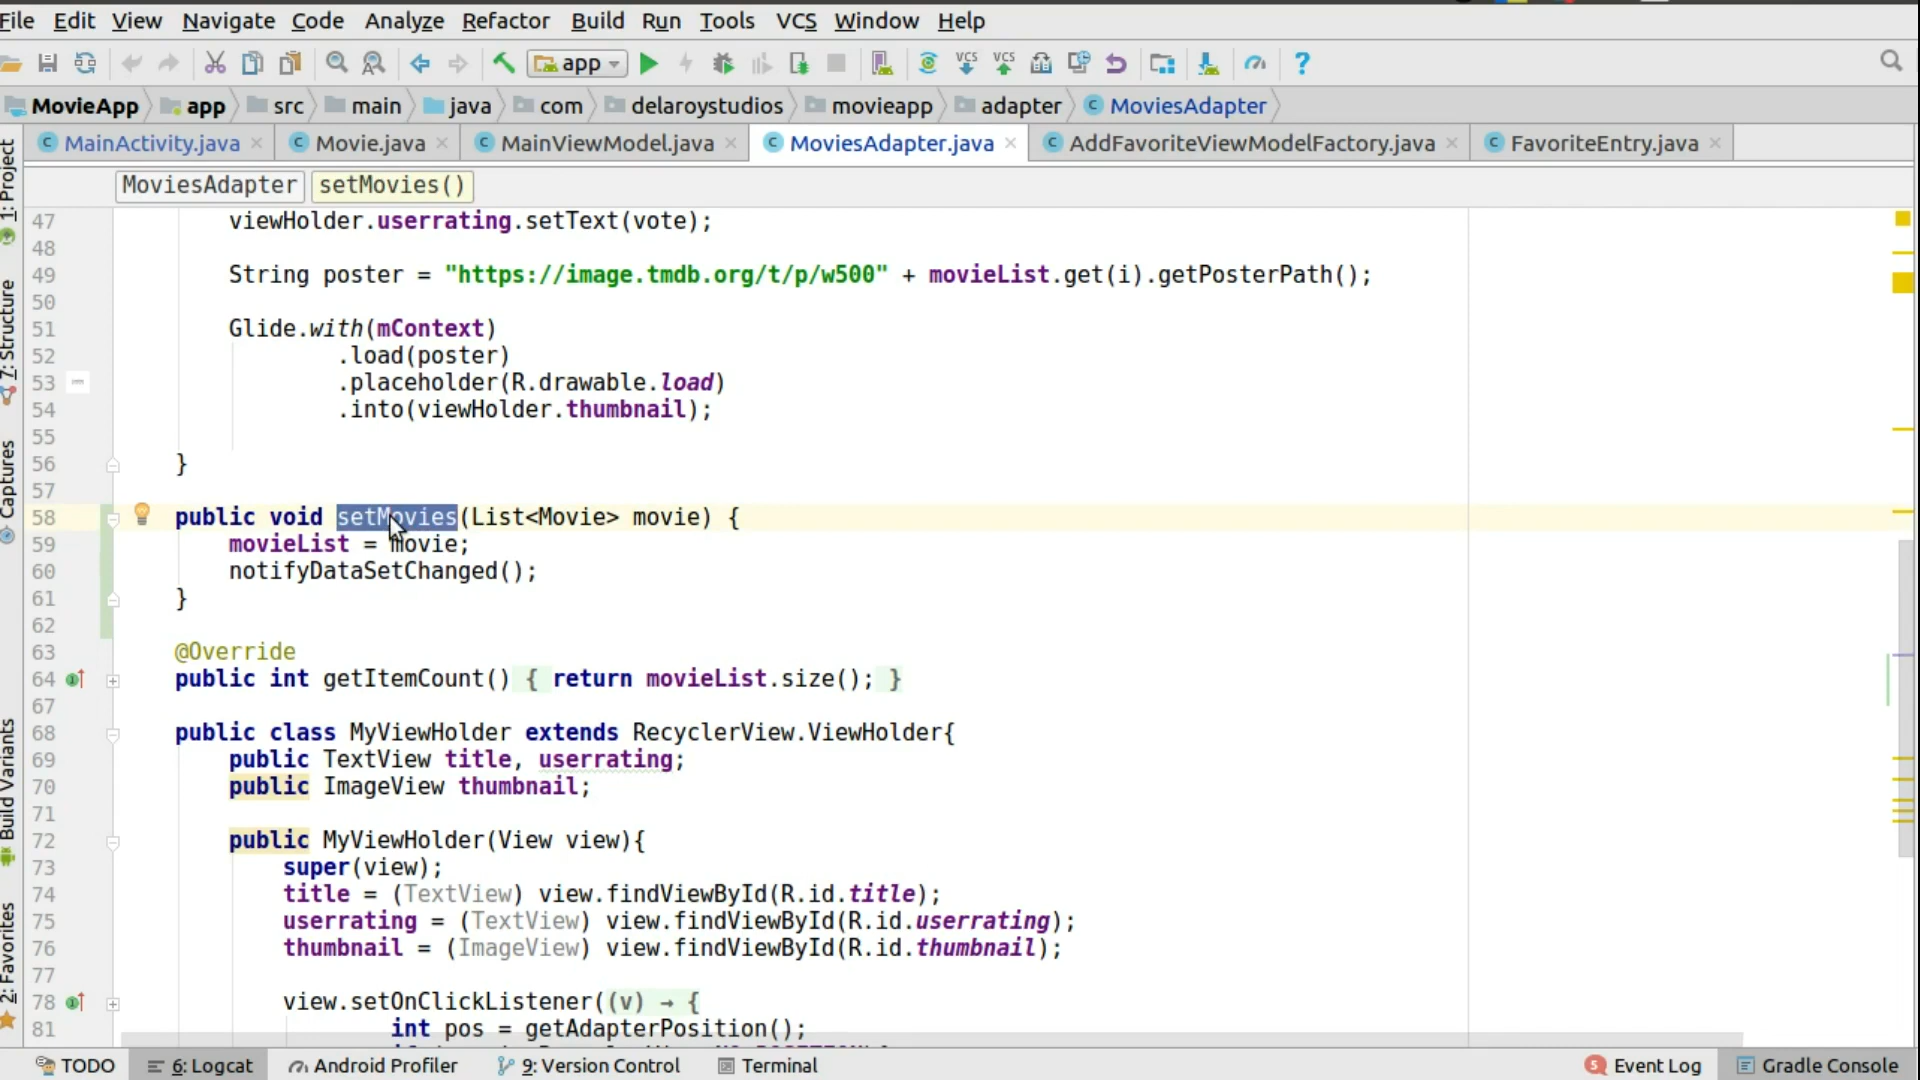 File Edit View Navigate Code Analyze Refactor Build Run Tools VCS Window Help
app
MovieApp app src main java com delaroystudios movieapp adapter MoviesAdapter
MainActivity.java Movie.java MainViewModel.java MoviesAdapter.java AddFavoriteViewModelFactory.java FavoriteEntry.java
MoviesAdapter setMovies()
1: Project
7: Structure
Captures
Build Variants
2: Favorites
47 viewHolder.userrating.setText(vote);
48
49 String poster = "https://image.tmdb.org/t/p/w500" + movieList.get(i).getPosterPath();
50
51 Glide.with(mContext)
52 .load(poster)
53 .placeholder(R.drawable.load)
54 .into(viewHolder.thumbnail);
55
56 }
57
58 public void setMovies(List<Movie> movie) {
59 movieList = movie;
60 notifyDataSetChanged();
61 }
62
63 @Override
64 public int getItemCount() { return movieList.size(); }
67
68 public class MyViewHolder extends RecyclerView.ViewHolder{
69 public TextView title, userrating;
70 public ImageView thumbnail;
71
72 public MyViewHolder(View view){
73 super(view);
74 title = (TextView) view.findViewById(R.id.title);
75 userrating = (TextView) view.findViewById(R.id.userrating);
76 thumbnail = (ImageView) view.findViewById(R.id.thumbnail);
77
78 view.setOnClickListener((v) → {
81 int pos = getAdapterPosition();
TODO 6: Logcat Android Profiler 9: Version Control Terminal Event Log Gradle Console